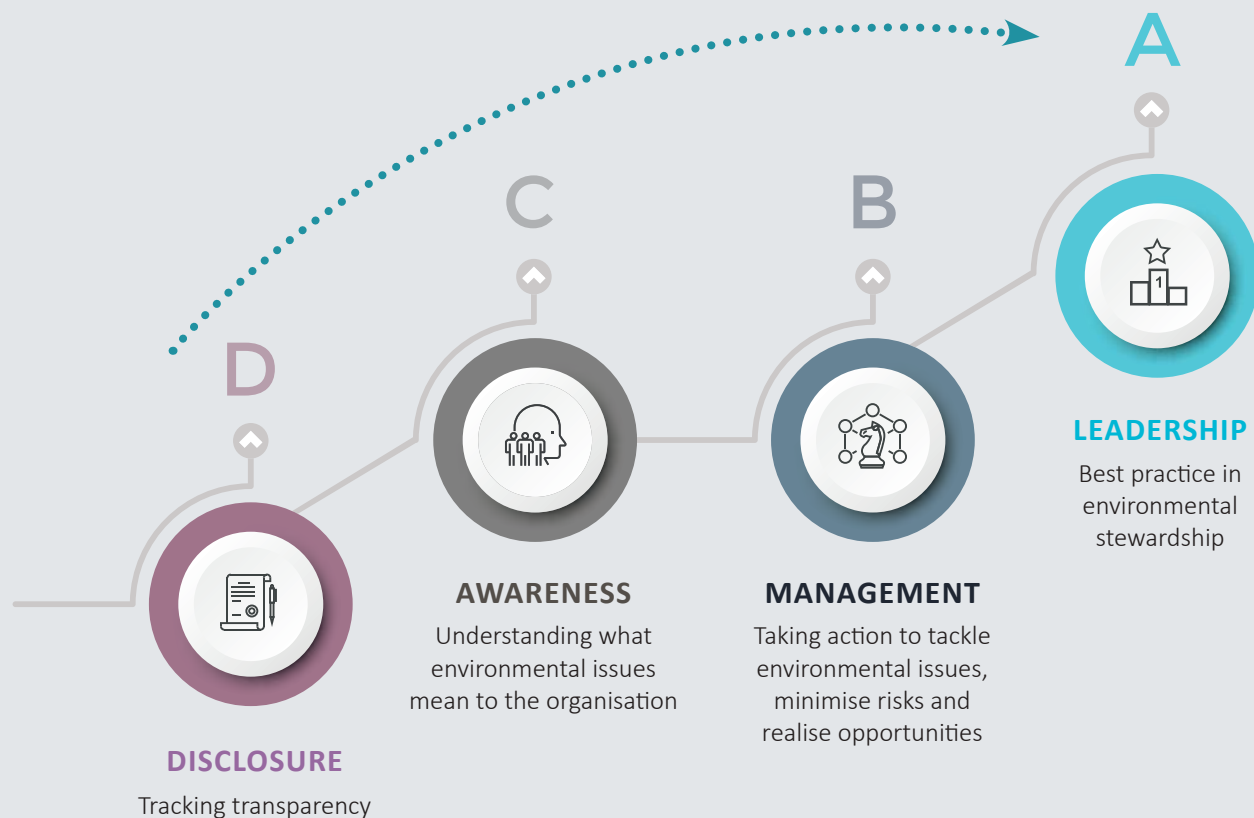 D
DISCLOSURE
Tracking transparency
C
AWARENESS
Understanding what
environmental issues
mean to the organisation
B
MANAGEMENT
Taking action to tackle
environmental issues,
minimise risks and
realise opportunities
A
1
LEADERSHIP
Best practice in
environmental
stewardship